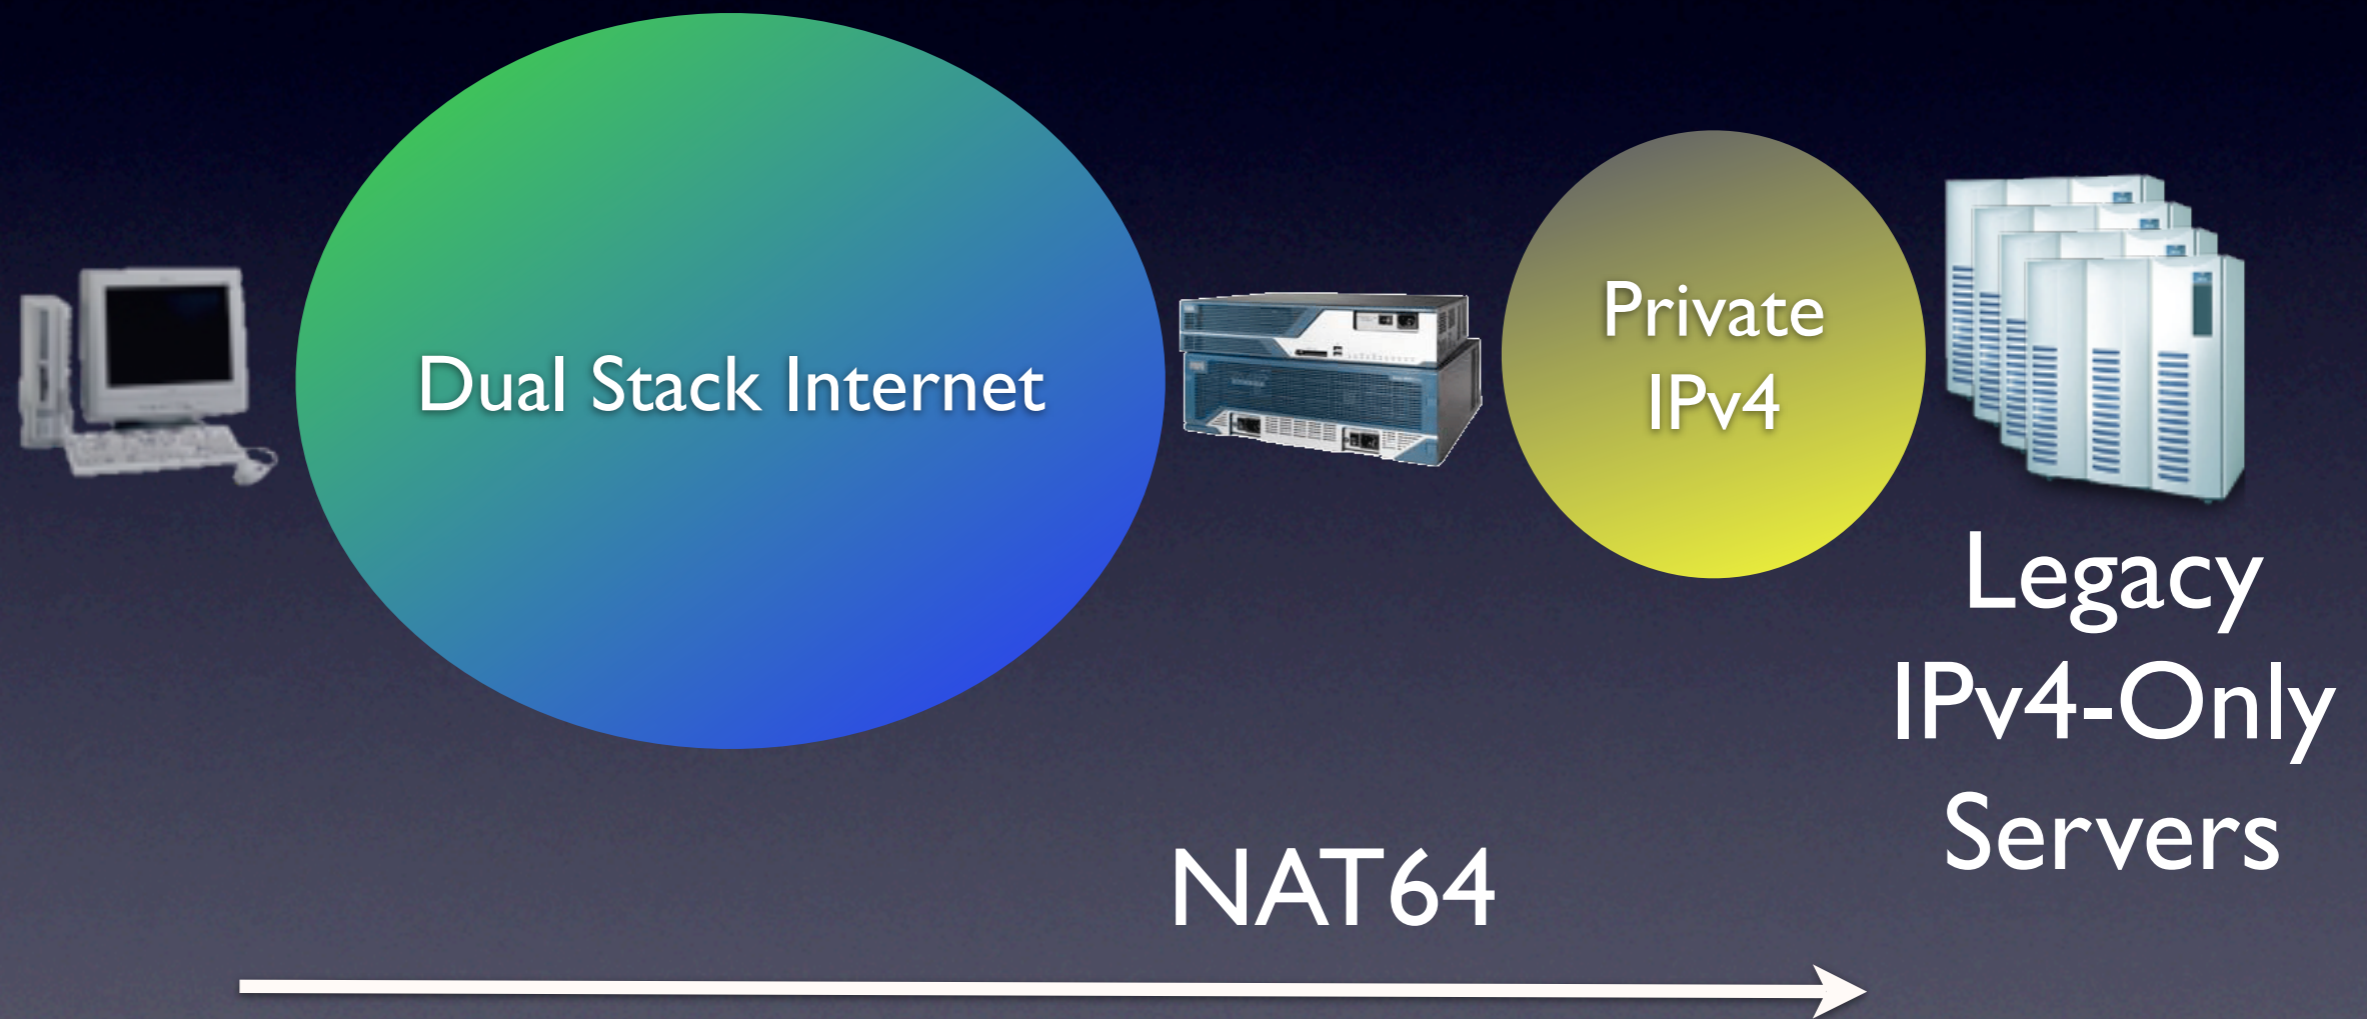 Dual Stack Internet
Private
IPv4
Legacy
IPv4-Only
Servers
NAT64